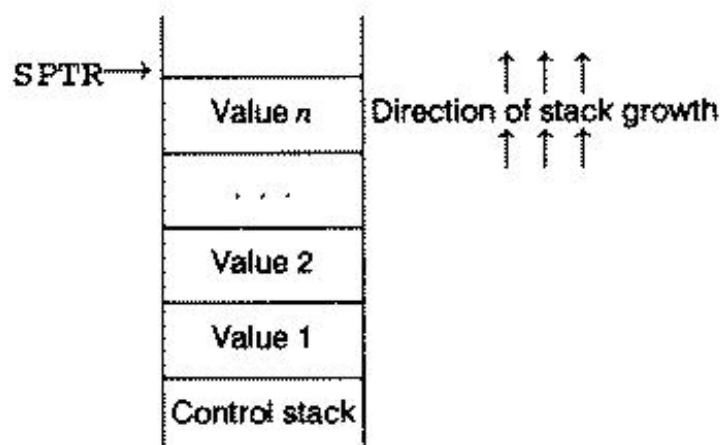 SPTR
Value n
Direction of stack growth
. . .
Value 2
Value 1
Control stack